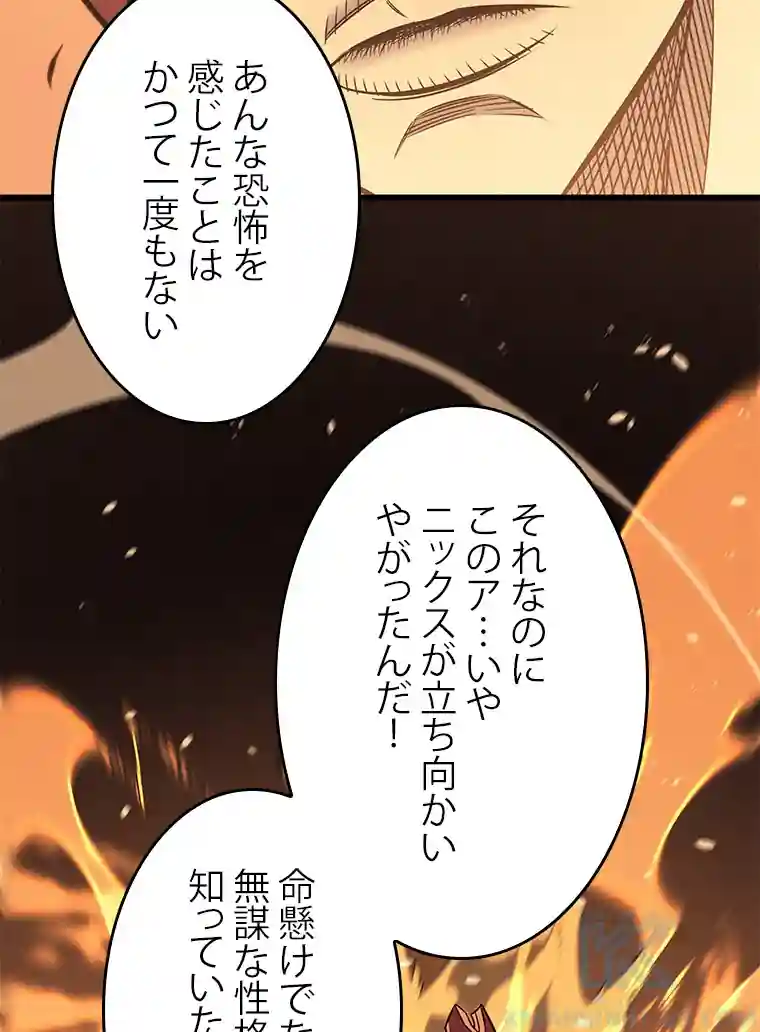 あんな恐怖を
感じたことは
かつて一度もない
それなのに
このア…いや
ニックスが立ち向かい
やがったんだ！
命懸けでた
無謀な性格
知っていた